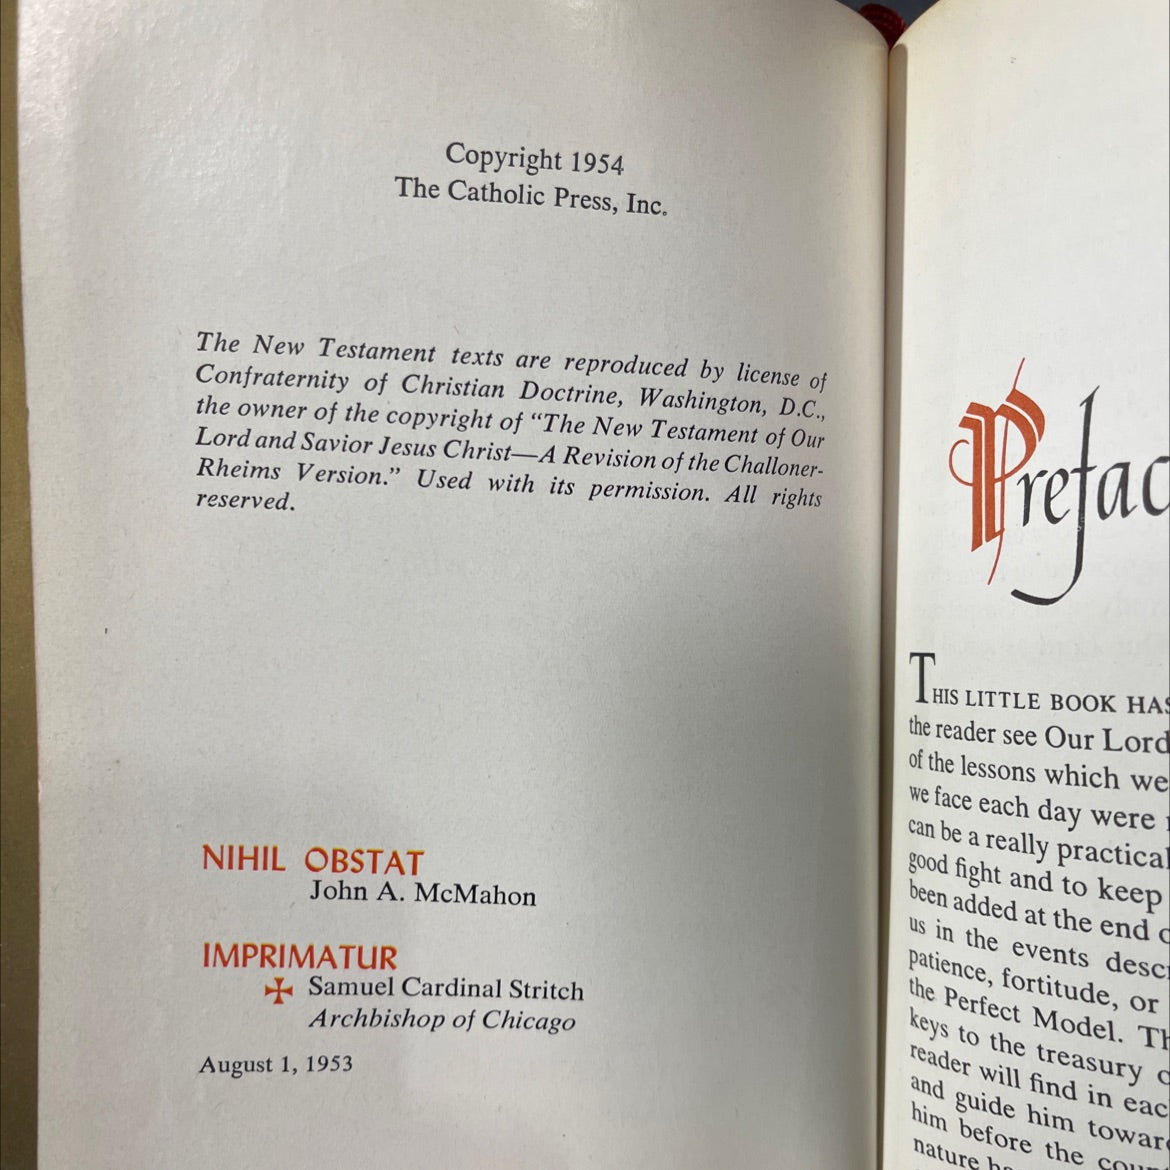 Copyright 1954
The Catholic Press, Inc.
The New Testament texts are reproduced by license of
Confraternity of Christian Doctrine, Washington, D.C.,
the owner of the copyright of “The New Testament of Our
Lord and Savior Jesus Christ—A Revision of the Challoner-
Rheims Version.” Used with its permission. All rights
reserved.
NIHIL OBSTAT
John A. McMahon
IMPRIMATUR
✠ Samuel Cardinal Stritch
Archbishop of Chicago
August 1, 1953
Prefac
THIS LITTLE BOOK HAS
the reader see Our Lord
of the lessons which we
we face each day were
can be a really practical
good fight and to keep
been added at the end
us in the events desc
patience, fortitude, or
the Perfect Model. Th
keys to the treasury
reader will find in eac
and guide him towar
him before the cou
nature